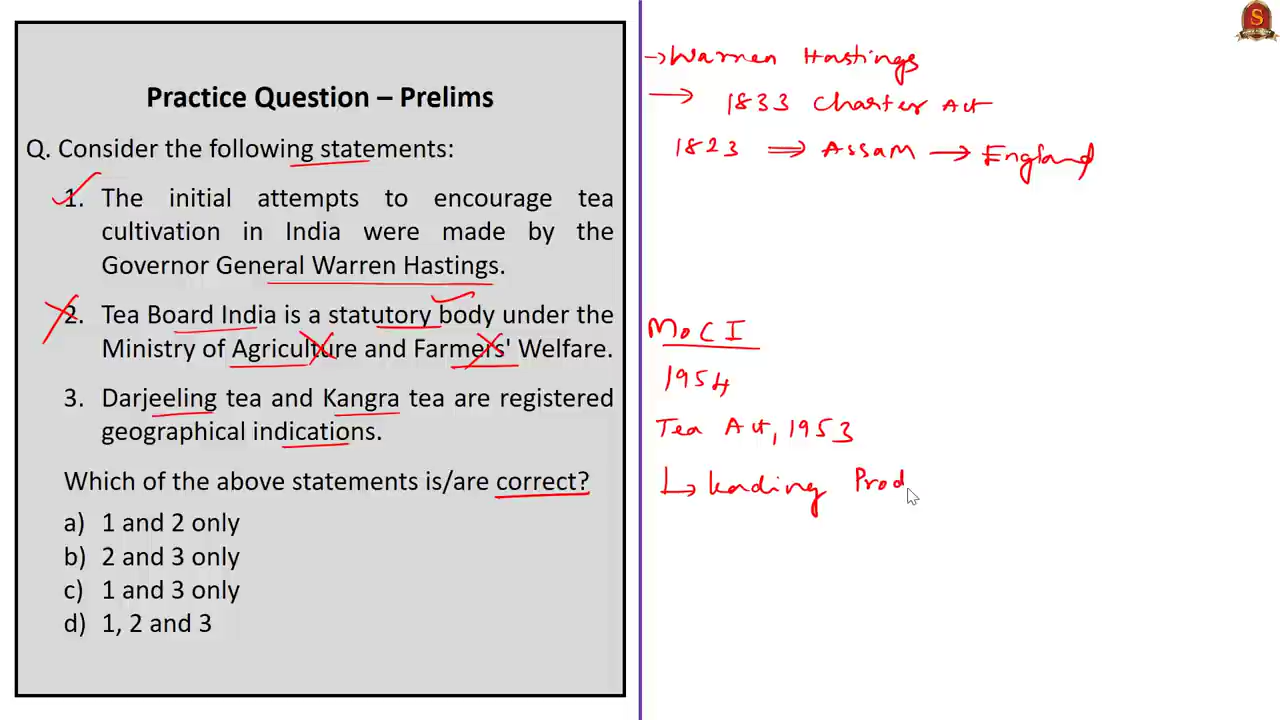 Practice Question – Prelims
Q. Consider the following statements:
1. The initial attempts to encourage tea
cultivation in India were made by the
Governor General Warren Hastings.
2. Tea Board India is a statutory body under the
Ministry of Agriculture and Farmers' Welfare.
3. Darjeeling tea and Kangra tea are registered
geographical indications.
Which of the above statements is/are correct?
a) 1 and 2 only
b) 2 and 3 only
c) 1 and 3 only
d) 1, 2 and 3
→ Warren Hastings
→ 1833 Charter Act
1823 ⇒ Assam → England
MoCI
1954
Tea Act, 1953
↳ leading Prod
S